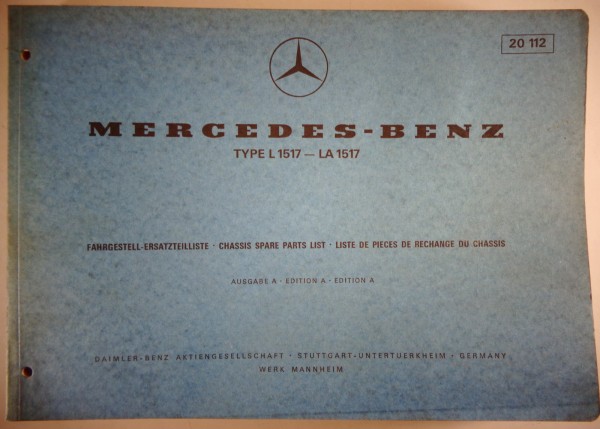 20 112
MERCEDES-BENZ
TYPE L 1517 — LA 1517
FAHRGESTELL-ERSATZTEILLISTE · CHASSIS SPARE PARTS LIST · LISTE DE PIECES DE RECHANGE DU CHASSIS
AUSGABE A · EDITION A · EDITION A
DAIMLER-BENZ AKTIENGESELLSCHAFT · STUTTGART-UNTERTUERKHEIM · GERMANY
WERK MANNHEIM